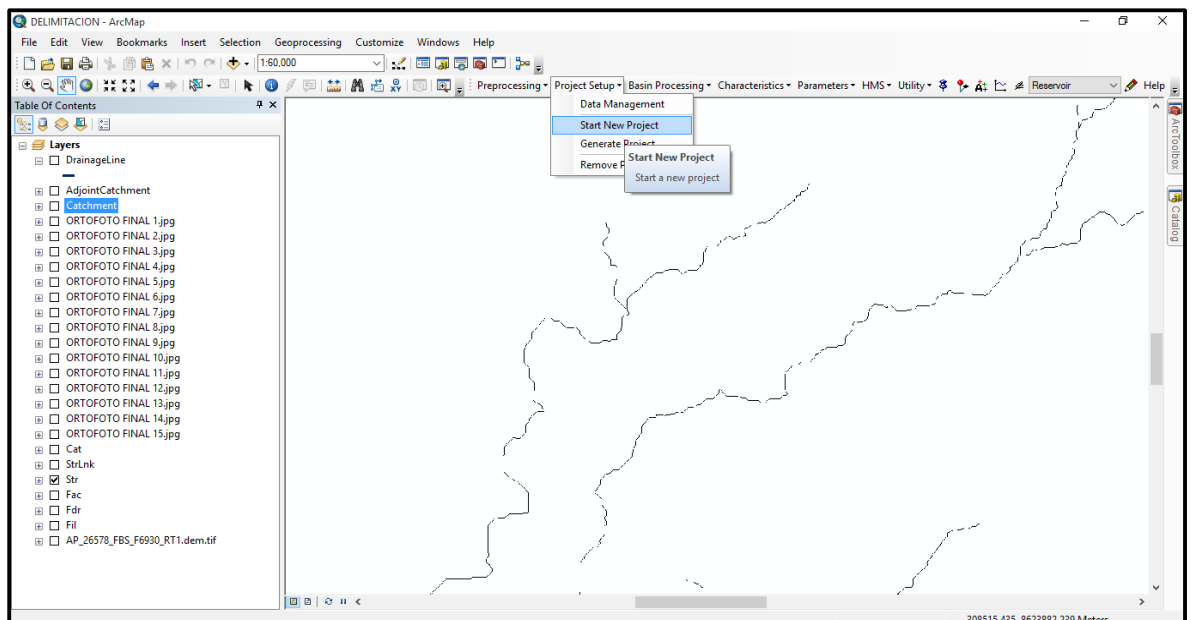 DELIMITACION - ArcMap
File Edit View Bookmarks Insert Selection Geoprocessing Customize Windows Help
1:60,000
Preprocessing Project Setup Basin Processing Characteristics Parameters HMS Utility Reservoir Help
Table Of Contents
Data Management
Start New Project
Generate Project
Remove P
Start New Project
Start a new project
Layers
DrainageLine
AdjointCatchment
Catchment
ORTOFOTO FINAL 1.jpg
ORTOFOTO FINAL 2.jpg
ORTOFOTO FINAL 3.jpg
ORTOFOTO FINAL 4.jpg
ORTOFOTO FINAL 5.jpg
ORTOFOTO FINAL 6.jpg
ORTOFOTO FINAL 7.jpg
ORTOFOTO FINAL 8.jpg
ORTOFOTO FINAL 9.jpg
ORTOFOTO FINAL 10.jpg
ORTOFOTO FINAL 11.jpg
ORTOFOTO FINAL 12.jpg
ORTOFOTO FINAL 13.jpg
ORTOFOTO FINAL 14.jpg
ORTOFOTO FINAL 15.jpg
Cat
StrLnk
Str
Fac
Fdr
Fil
AP_26578_FBS_F6930_RT1.dem.tif
ArcToolbox
Catalog
308515.435 8623882.239 Meters